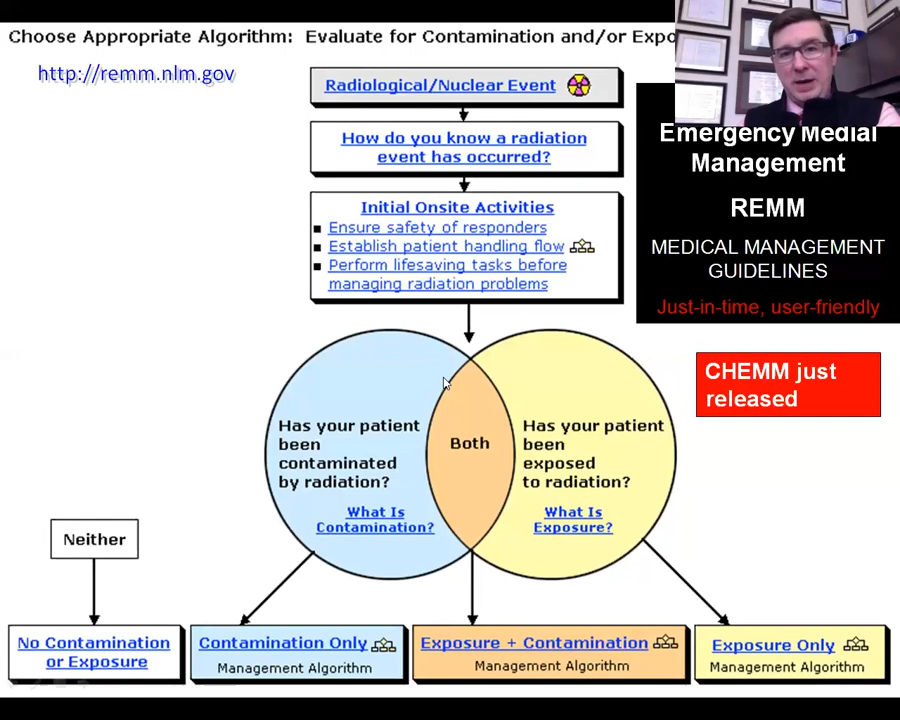 Choose Appropriate Algorithm: Evaluate for Contamination and/or Expo
http://remm.nlm.gov
Radiological/Nuclear Event
How do you know a radiation
event has occurred?
Initial Onsite Activities
Ensure safety of responders
Establish patient handling flow
Perform lifesaving tasks before
managing radiation problems
Emergency Medial
Management
REMM
MEDICAL MANAGEMENT
GUIDELINES
Just-in-time, user-friendly
CHEMM just
released
Has your patient
been
contaminated
by radiation?
What Is
Contamination?
Both
Has your patient
been
exposed
to radiation?
What Is
Exposure?
Neither
No Contamination
or Exposure
Contamination Only
Management Algorithm
Exposure + Contamination
Management Algorithm
Exposure Only
Management Algorithm